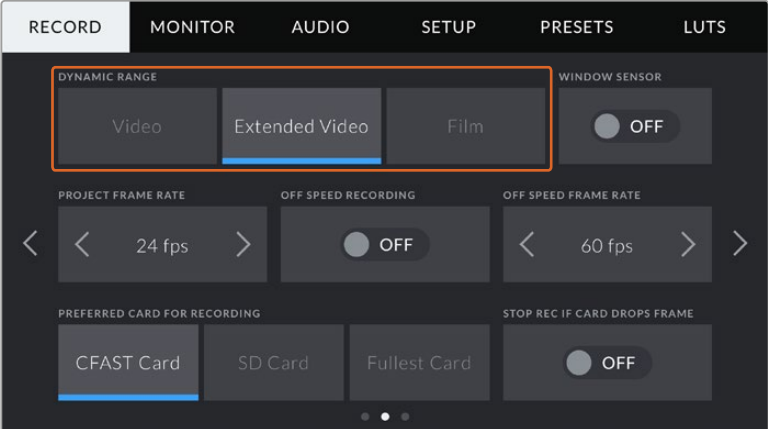 RECORD MONITOR AUDIO SETUP PRESETS LUTS
DYNAMIC RANGE WINDOW SENSOR
Video Extended Video Film OFF
PROJECT FRAME RATE OFF SPEED RECORDING OFF SPEED FRAME RATE
24 fps OFF 60 fps
PREFERRED CARD FOR RECORDING STOP REC IF CARD DROPS FRAME
CFAST Card SD Card Fullest Card OFF